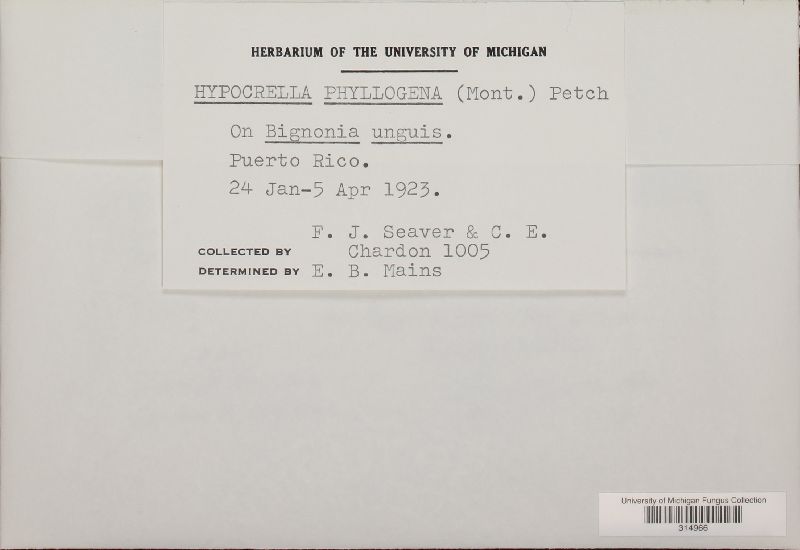 HERBARIUM OF THE UNIVERSITY OF MICHIGAN
HYPOCRELLA PHYLLOGENA (Mont.) Petch
On Bignonia unguis.
Puerto Rico.
24 Jan-5 Apr 1923.
F. J. Seaver & C. E.
COLLECTED BY Chardon 1005
DETERMINED BY E. B. Mains
University of Michigan Fungus Collection
314966